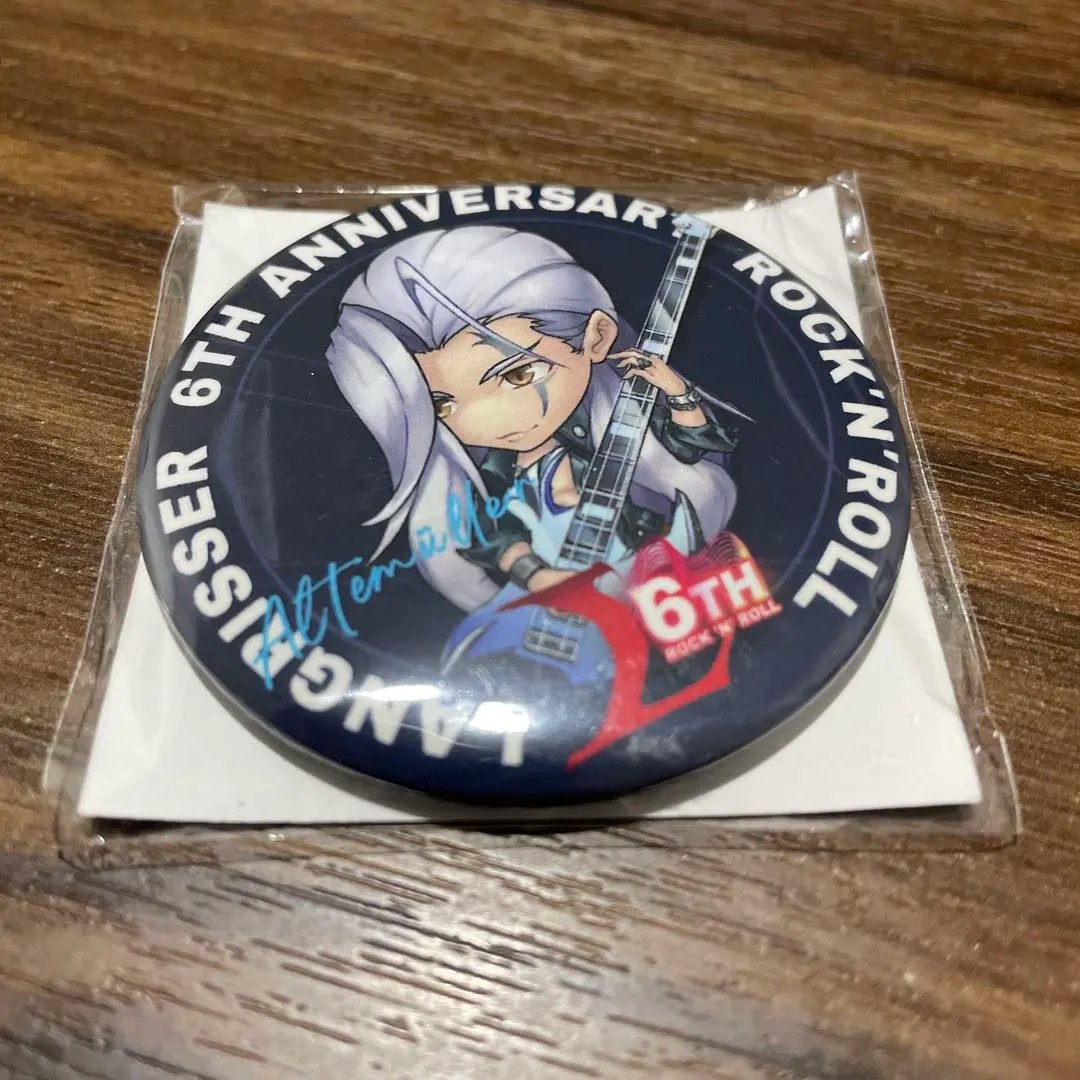 LANGRISSER 6TH ANNIVERSARY ROCK'N'ROLL
Altemüller
6TH
ROCK 'N' ROLL